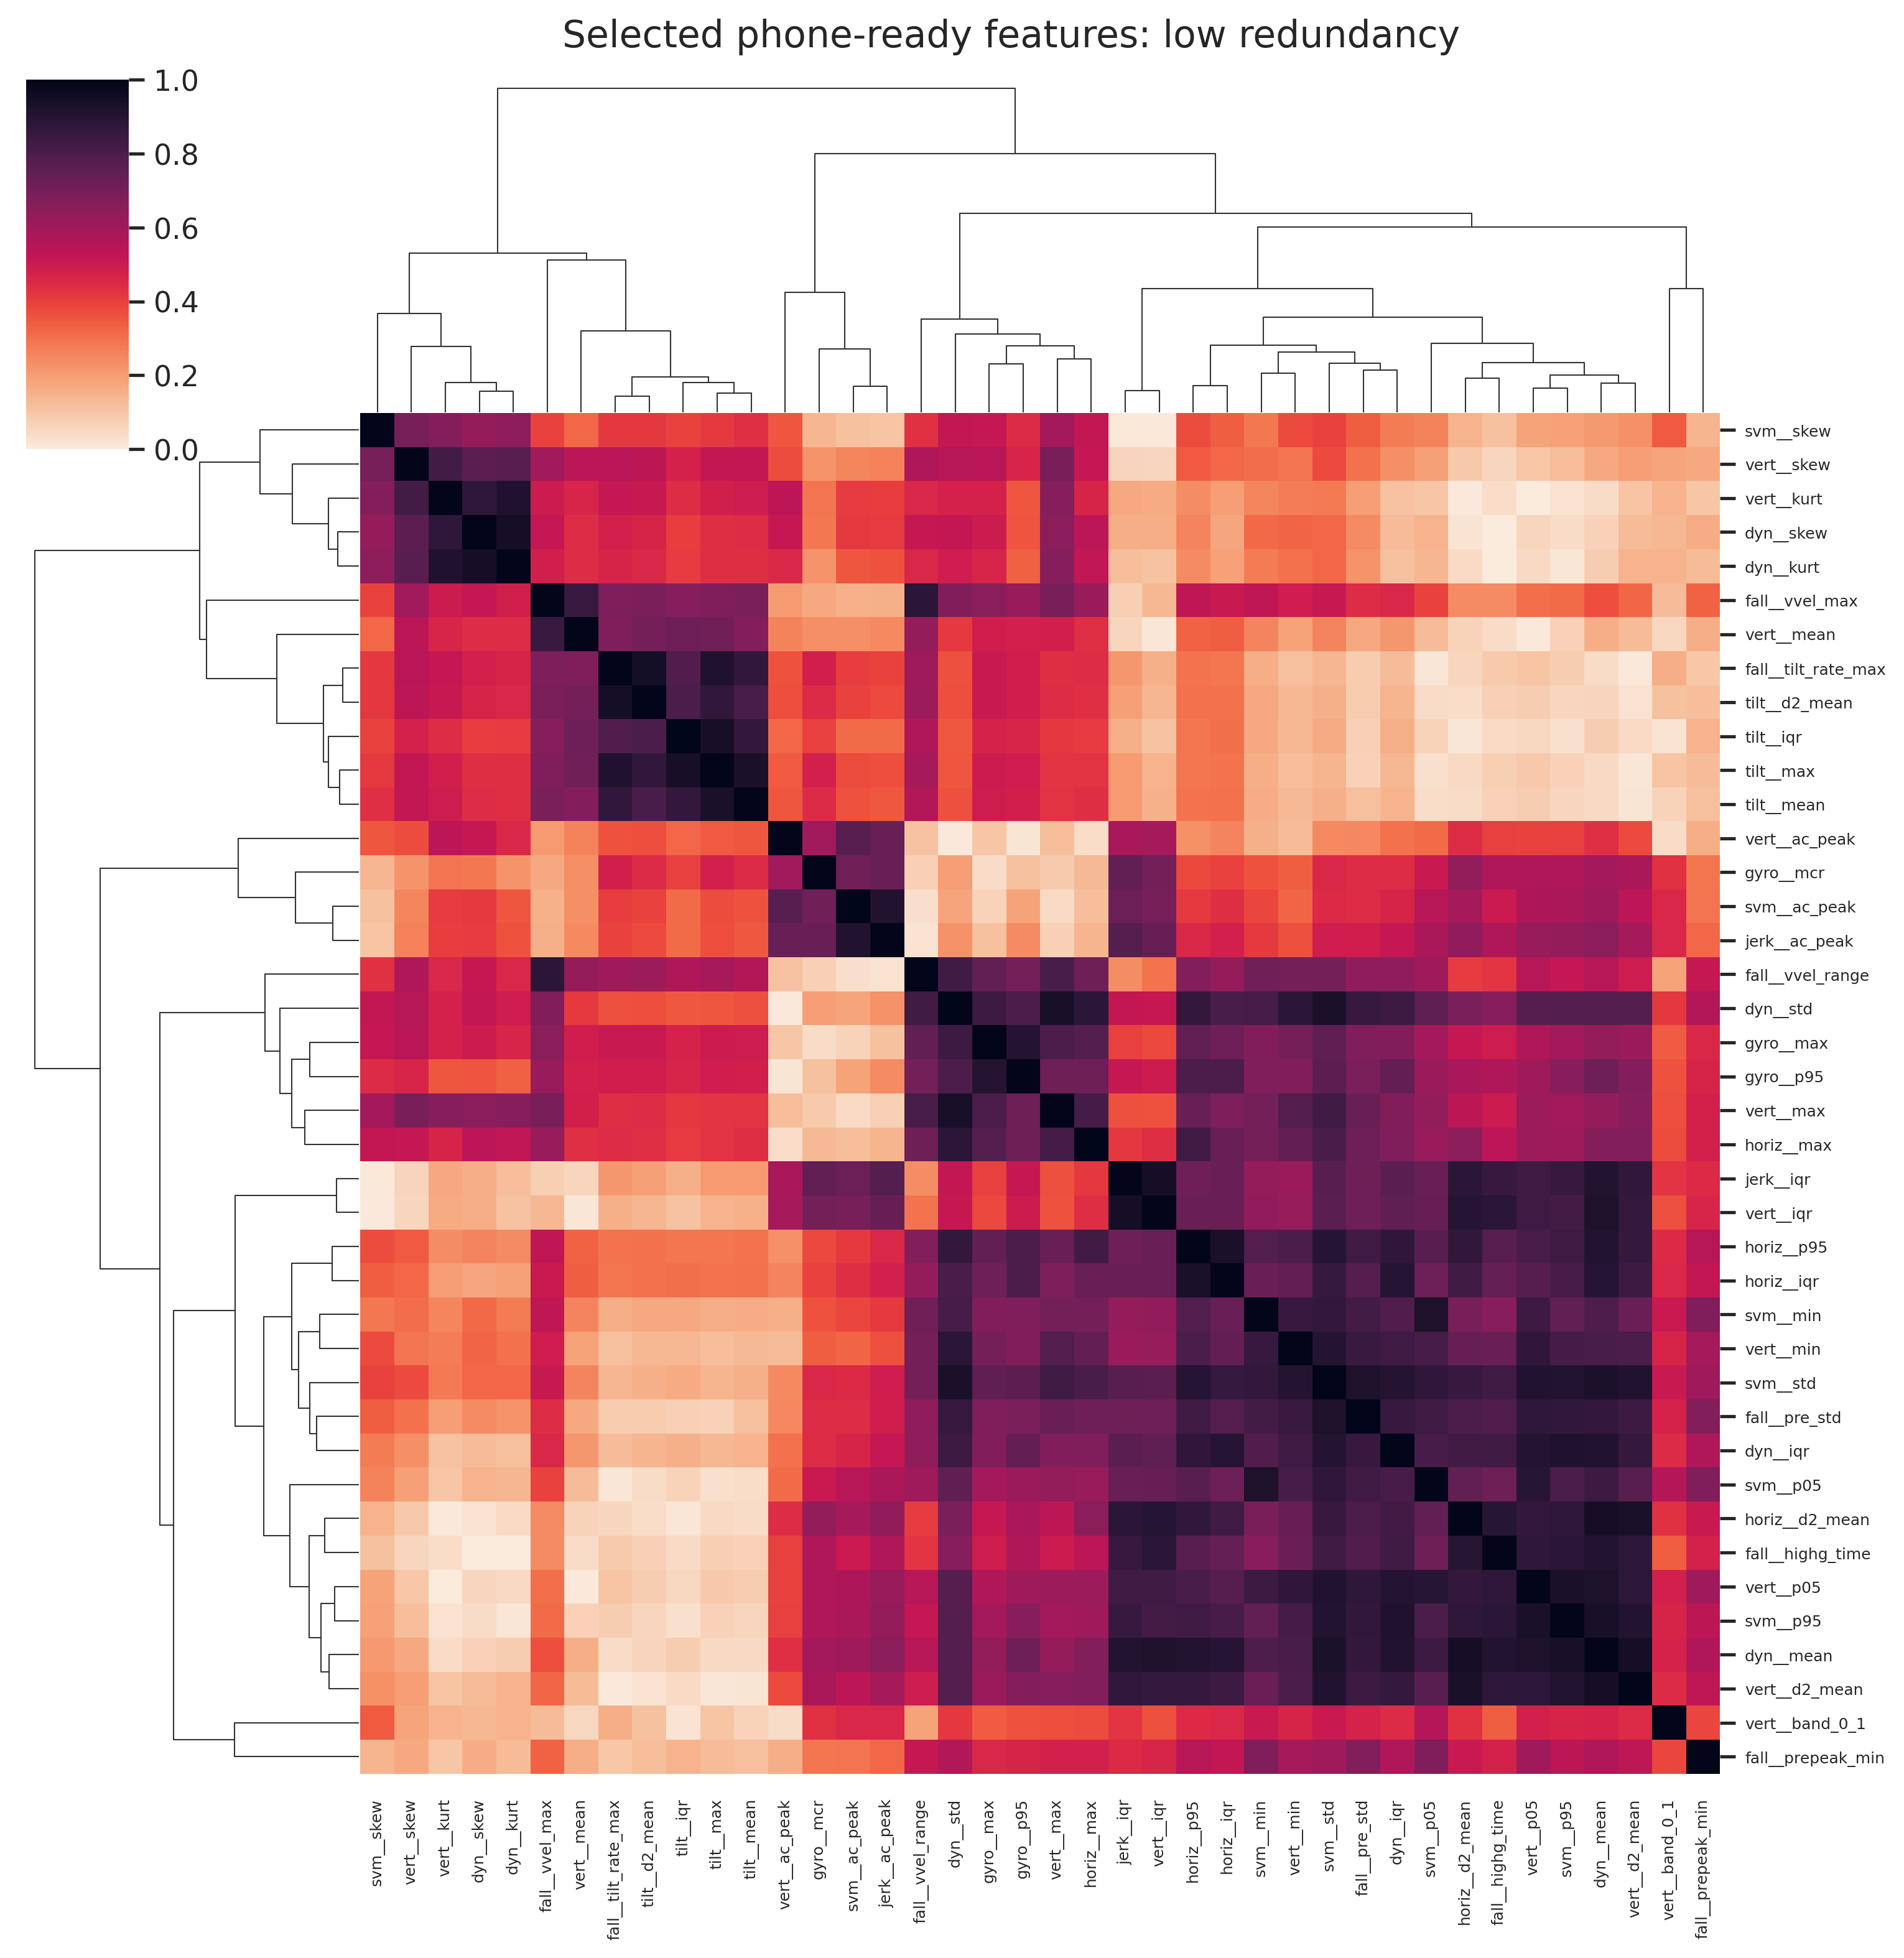 Selected phone-ready features: low redundancy
1.0
0.8
0.6
0.4
0.2
0.0
svm__skew
vert__skew
vert__kurt
dyn__skew
dyn__kurt
fall__vvel_max
vert__mean
fall__tilt_rate_max
tilt__d2_mean
tilt__iqr
tilt__max
tilt__mean
vert__ac_peak
gyro__mcr
svm__ac_peak
jerk__ac_peak
fall__vvel_range
dyn__std
gyro__max
gyro__p95
vert__max
horiz__max
jerk__iqr
vert__iqr
horiz__p95
horiz__iqr
svm__min
vert__min
svm__std
fall__pre_std
dyn__iqr
svm__p05
horiz__d2_mean
fall__highg_time
vert__p05
svm__p95
dyn__mean
vert__d2_mean
vert__band_0_1
fall__prepeak_min
svm__skew
vert__skew
vert__kurt
dyn__skew
dyn__kurt
fall__vvel_max
vert__mean
fall__tilt_rate_max
tilt__d2_mean
tilt__iqr
tilt__max
tilt__mean
vert__ac_peak
gyro__mcr
svm__ac_peak
jerk__ac_peak
fall__vvel_range
dyn__std
gyro__max
gyro__p95
vert__max
horiz__max
jerk__iqr
vert__iqr
horiz__p95
horiz__iqr
svm__min
vert__min
svm__std
fall__pre_std
dyn__iqr
svm__p05
horiz__d2_mean
fall__highg_time
vert__p05
svm__p95
dyn__mean
vert__d2_mean
vert__band_0_1
fall__prepeak_min